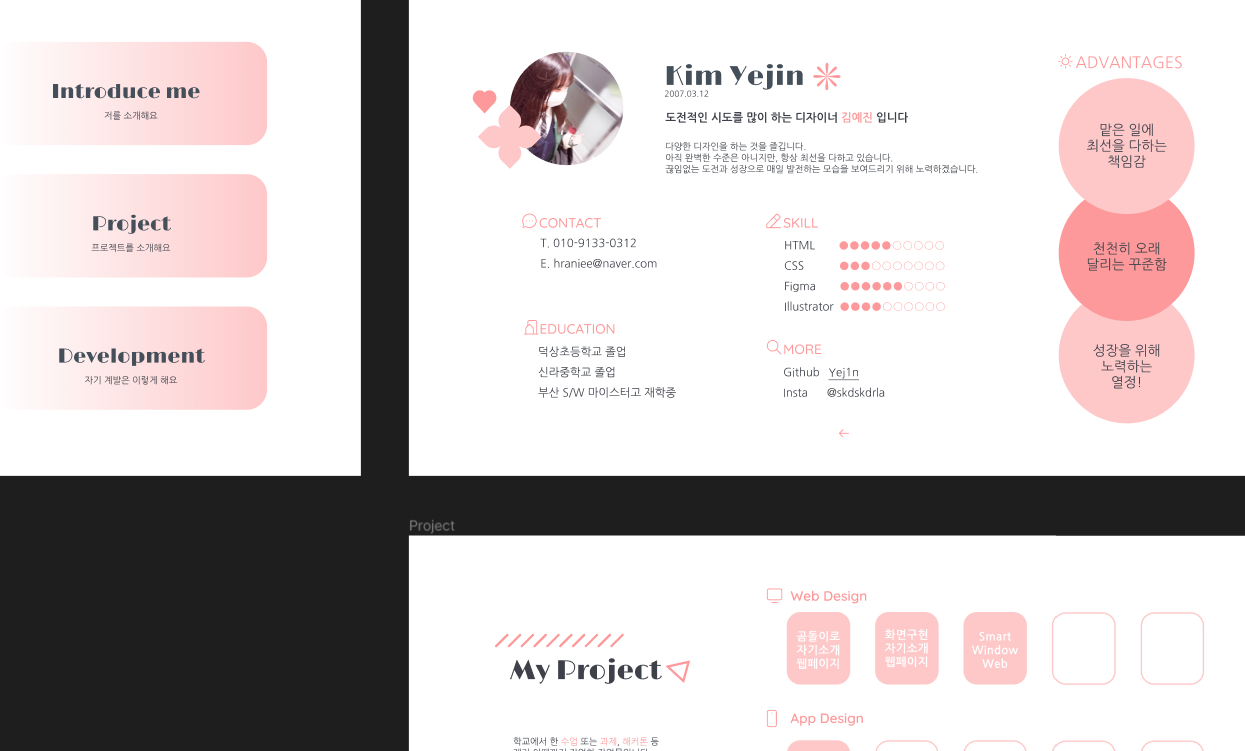 Introduce me
저를 소개해요
Project
프로젝트를 소개해요
Development
자기 계발은 이렇게 해요
Kim Yejin
2007.03.12
도전적인 시도를 많이 하는 디자이너 김예진 입니다
다양한 디자인을 하는 것을 즐깁니다.
아직 완벽한 수준은 아니지만, 항상 최선을 다하고 있습니다.
끊임없는 도전과 성장으로 매일 발전하는 모습을 보여드리기 위해 노력하겠습니다.
CONTACT
T. 010-9133-0312
E. hraniee@naver.com
EDUCATION
덕상초등학교 졸업
신라중학교 졸업
부산 S/W 마이스터고 재학중
SKILL
HTML
CSS
Figma
Illustrator
MORE
Github Yej1n
Insta @skdskdrla
ADVANTAGES
맡은 일에
최선을 다하는
책임감
천천히 오래
달리는 꾸준함
성장을 위해
노력하는
열정!
Project
My Project
학교에서 한 수업 또는 과제, 해커톤 등
Web Design
곰돌이로
자기소개
웹페이지
화면구현
자기소개
웹페이지
Smart
Window
Web
App Design